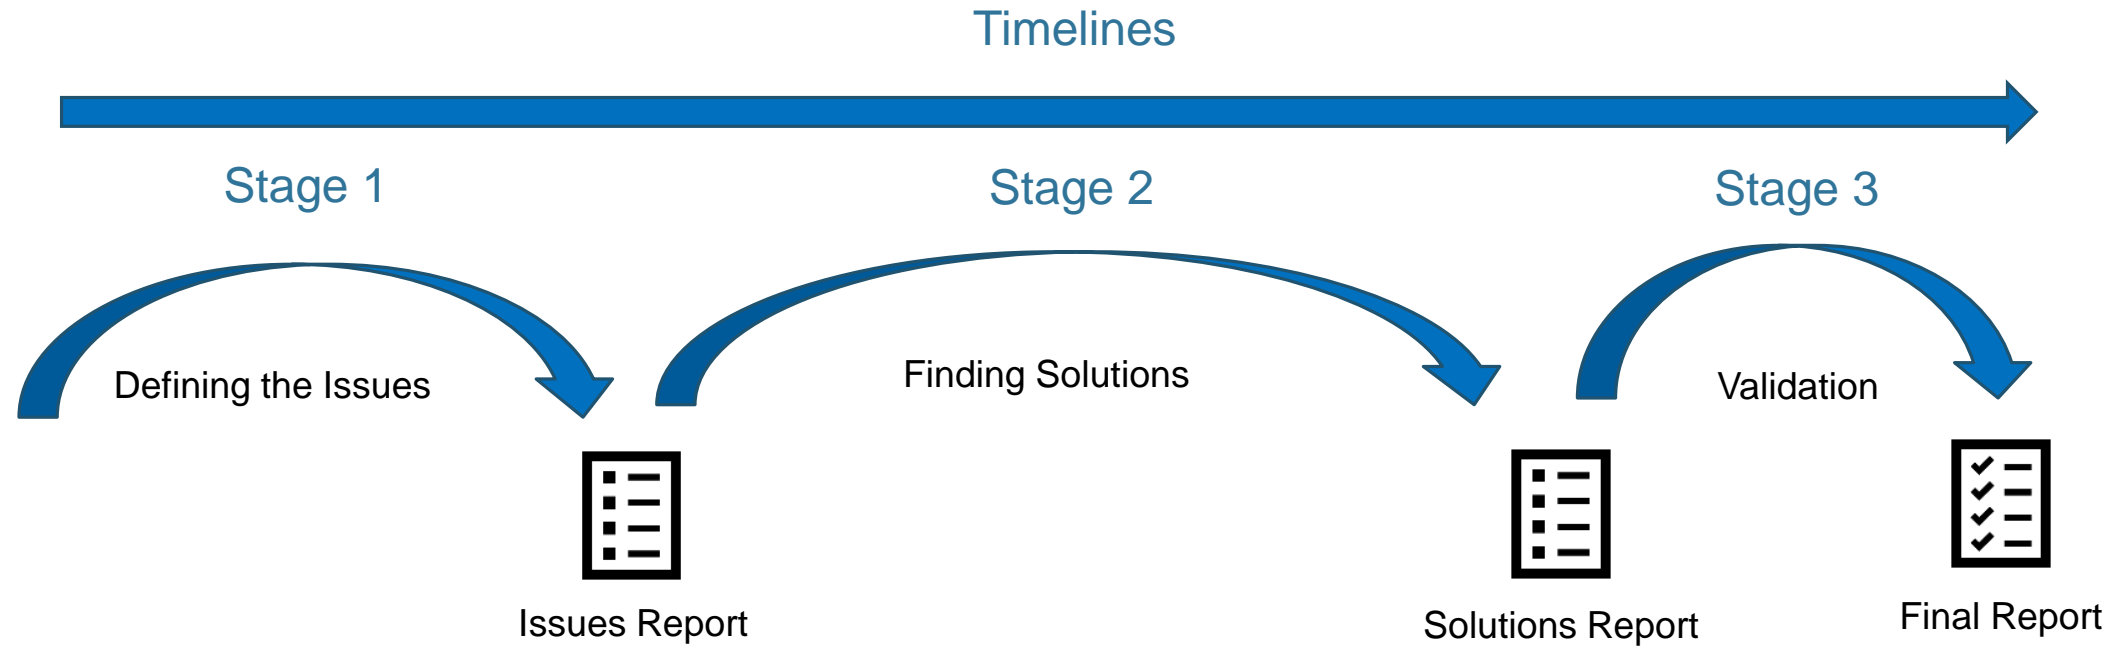 Timelines
Stage 1
Stage 2
Stage 3
Defining the Issues
Finding Solutions
Validation
Issues Report
Solutions Report
Final Report